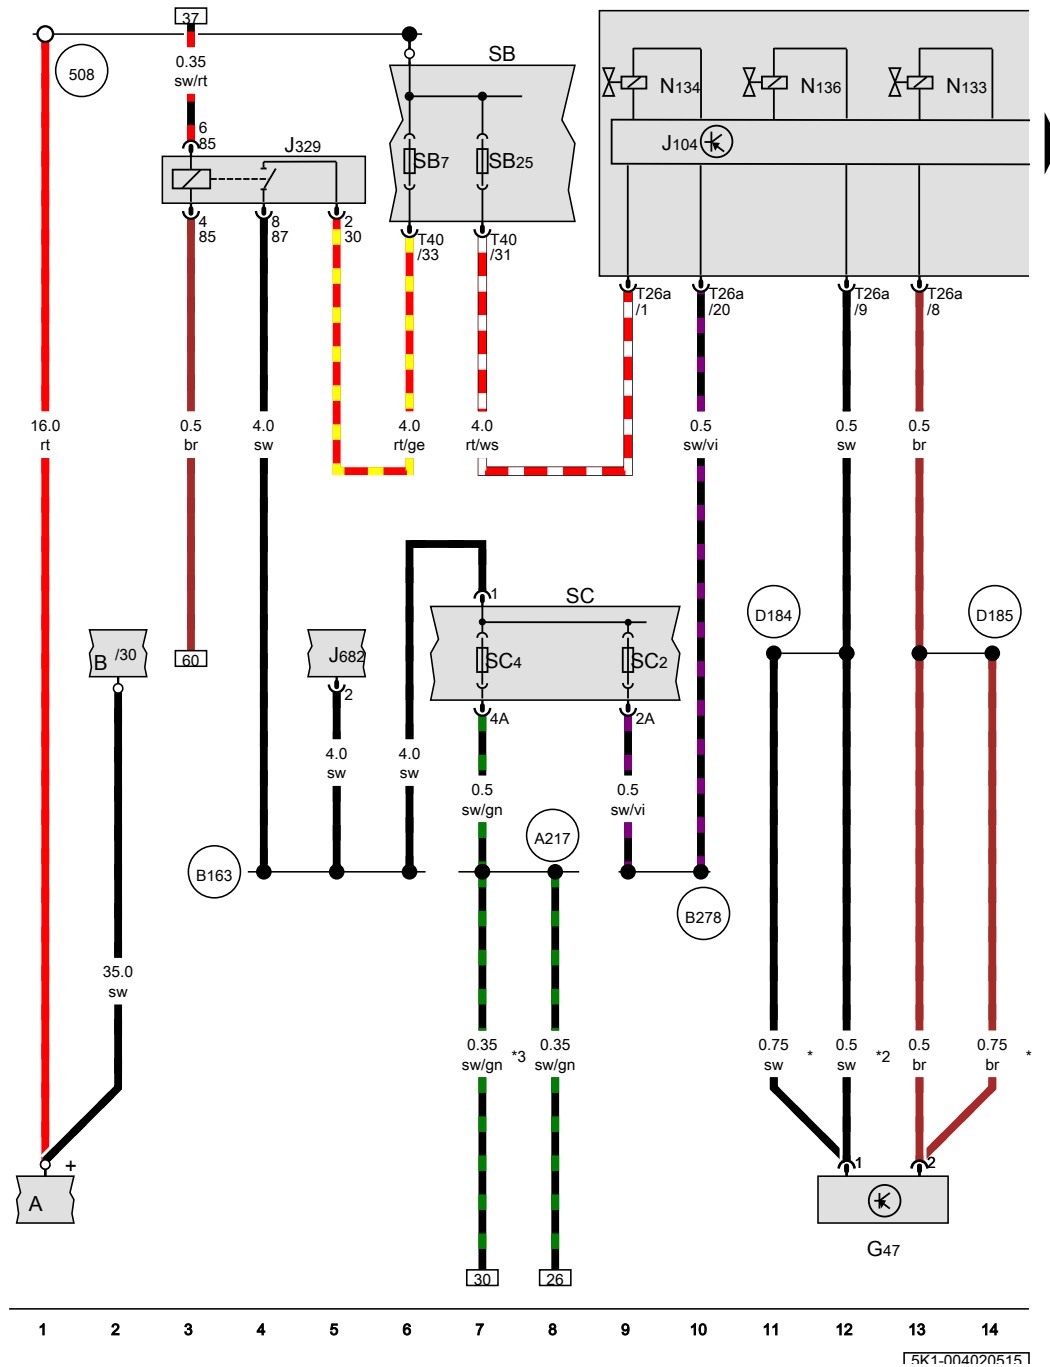 37
508
0.35
sw/rt
SB
N134
N136
N133
J104
6
85
J329
SB7
SB25
4
85
8
87
2
30
T40
/33
T40
/31
T26a
/1
T26a
/20
T26a
/9
T26a
/8
16.0
rt
0.5
br
4.0
sw
4.0
rt/ge
4.0
rt/ws
0.5
sw/vi
0.5
sw
0.5
br
1
SC
D184
D185
B /30
60
J682
SC4
SC2
2
4A
2A
4.0
sw
4.0
sw
0.5
sw/gn
0.5
sw/vi
A217
B163
B278
35.0
sw
0.35
sw/gn
*3
0.35
sw/gn
0.75
sw
*
0.5
sw
*2
0.5
br
0.75
br
*
+
A
1
2
G47
30
26
1 2 3 4 5 6 7 8 9 10 11 12 13 14
5K1-004020515